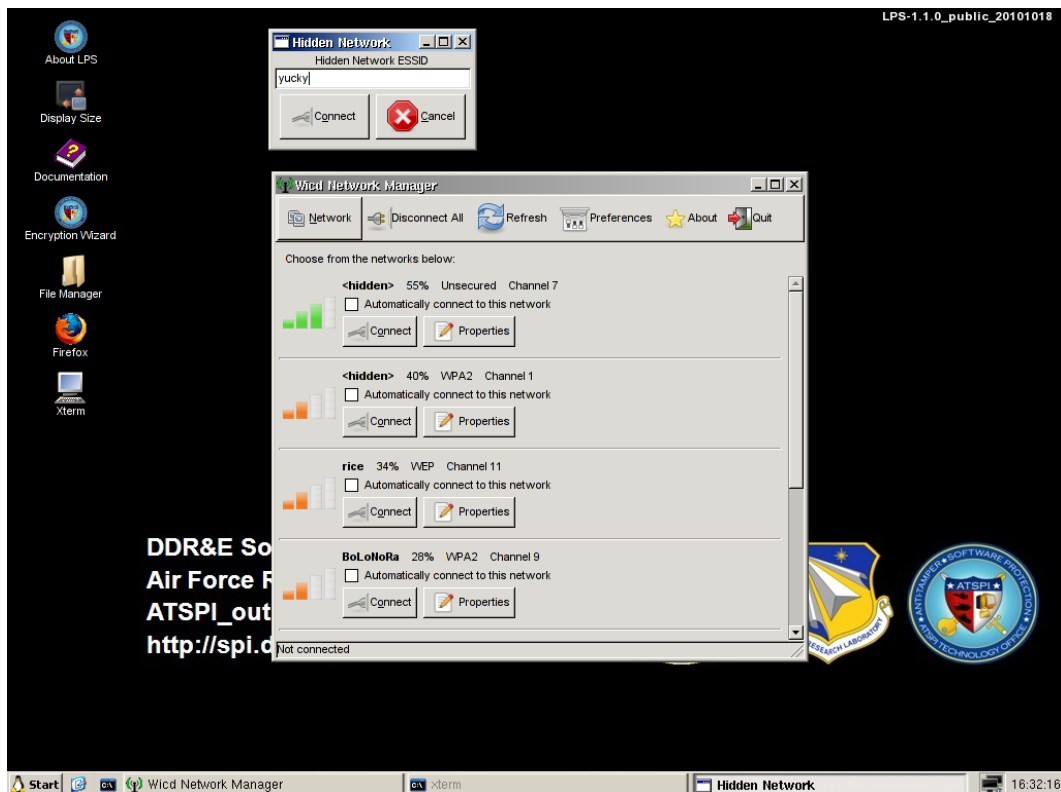 LPS-1.1.0_public_20101018
About LPS
Display Size
Documentation
Encryption Wizard
File Manager
Firefox
Xterm
Hidden Network
Hidden Network ESSID
yucky
Connect Cancel
Wicd Network Manager
Network Disconnect All Refresh Preferences About Quit
Choose from the networks below:
<hidden> 55% Unsecured Channel 7
Automatically connect to this network
Connect Properties
<hidden> 40% WPA2 Channel 1
Automatically connect to this network
Connect Properties
rice 34% WEP Channel 11
Automatically connect to this network
Connect Properties
BoLoNoRa 28% WPA2 Channel 9
Automatically connect to this network
Connect Properties
Not connected
DDR&E So
Air Force R
ATSPI_out
http://spi.d
RESEARCH LABORATORY
ANTI-TAMPER SOFTWARE PROTECTION
ATSPI
ATSPI TECHNOLOGY OFFICE
Start Wicd Network Manager xterm Hidden Network 16:32:16